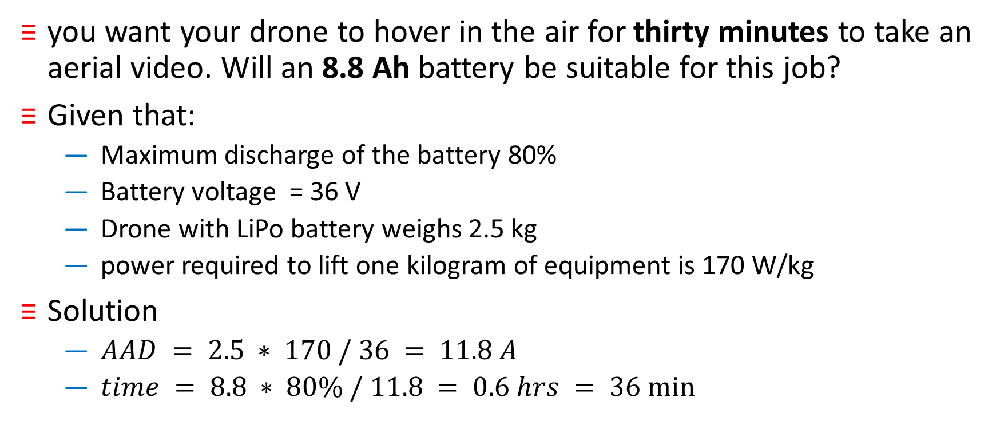 you want your drone to hover in the air for thirty minutes to take an
aerial video. Will an 8.8 Ah battery be suitable for this job?
Given that:
— Maximum discharge of the battery 80%
— Battery voltage = 36 V
— Drone with LiPo battery weighs 2.5 kg
— power required to lift one kilogram of equipment is 170 W/kg
Solution
— AAD = 2.5 * 170 / 36 = 11.8 A
— time = 8.8 * 80% / 11.8 = 0.6 hrs = 36 min